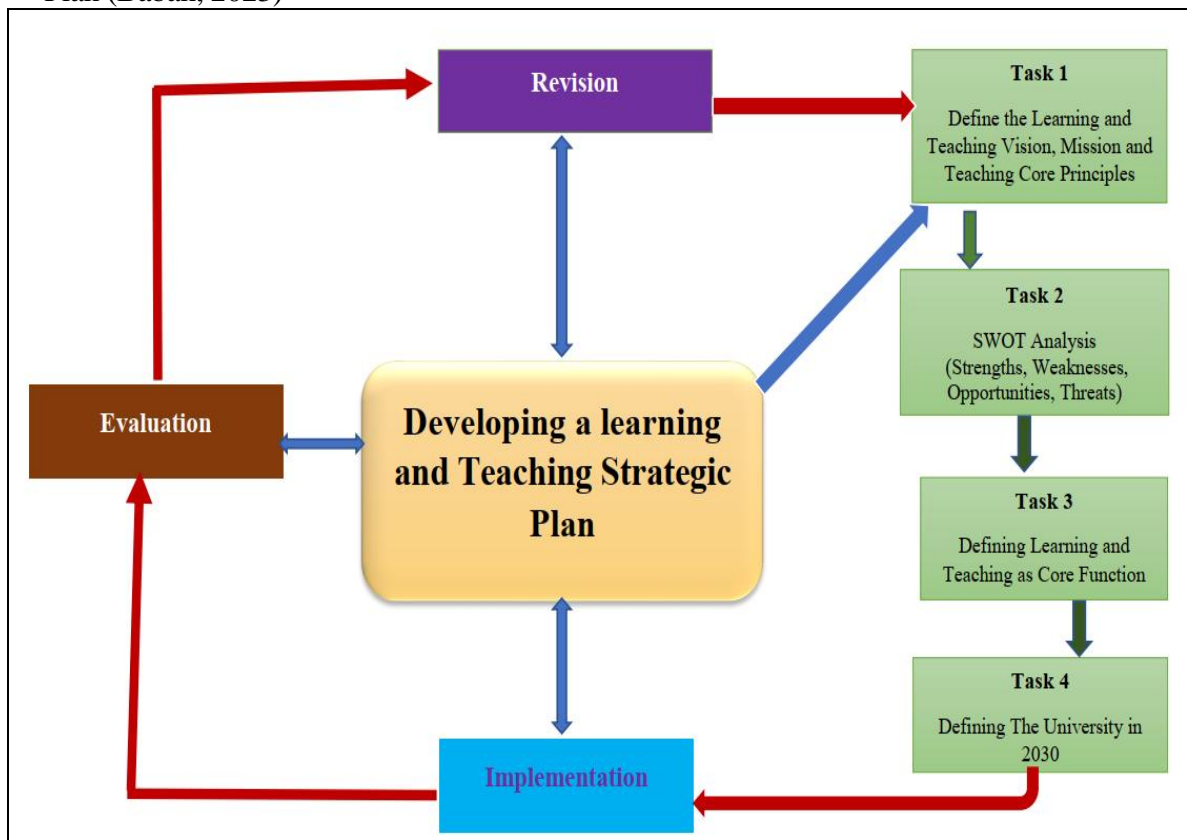 Revision
Task 1
Define the Learning and
Teaching Vision, Mission and
Teaching Core Principles
Task 2
SWOT Analysis
(Strengths, Weaknesses,
Opportunities, Threats)
Evaluation
Developing a learning
and Teaching Strategic
Plan
Task 3
Defining Learning and
Teaching as Core Function
Task 4
Defining The University in
2030
Implementation